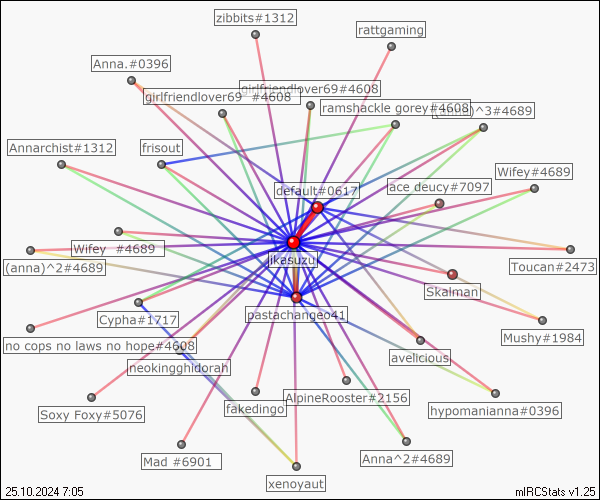 zibbits#1312
rattgaming
Anna.#0396
girlfriendlover69#4608
girlfriendlover69 #4608
ramshackle gorey#4608
)^3#4689
Annarchist#1312
frisout
Wifey#4689
default#0617
ace deucy#7097
Wifey #4689
jikasuzu
(anna)^2#4689
Toucan#2473
Skalman
Cypha#1717
pastachangeo41
Mushy#1984
no cops no laws no hope#4608
avelicious
neokingghidorah
AlpineRooster#2156
Soxy Foxy#5076
fakedingo
hypomanianna#0396
Mad #6901
Anna^2#4689
xenoyaut
25.10.2024 7:05
mIRCStats v1.25